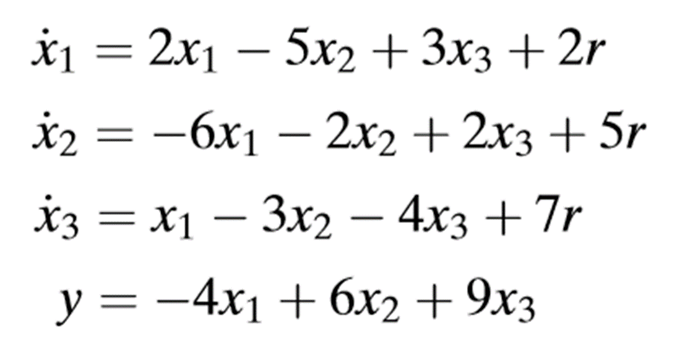 ẋ₁ = 2x₁ − 5x₂ + 3x₃ + 2r
ẋ₂ = −6x₁ − 2x₂ + 2x₃ + 5r
ẋ₃ = x₁ − 3x₂ − 4x₃ + 7r
y = −4x₁ + 6x₂ + 9x₃